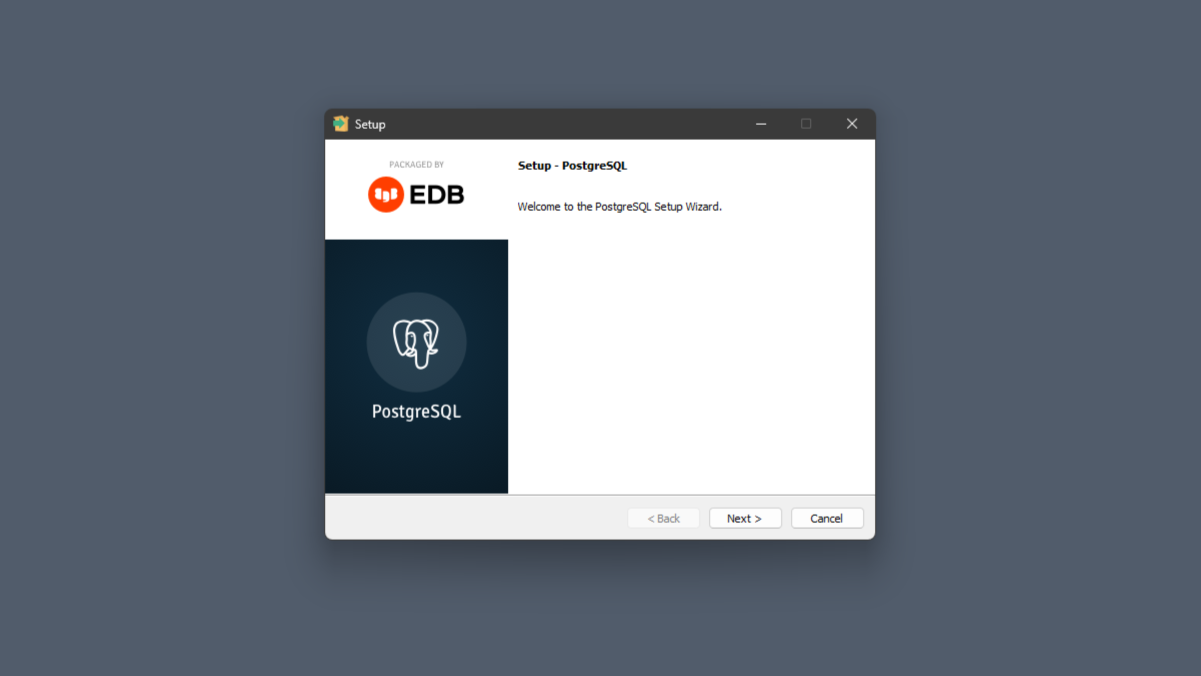 Setup
PACKAGED BY
EDB
Setup - PostgreSQL
Welcome to the PostgreSQL Setup Wizard.
PostgreSQL
< Back
Next >
Cancel